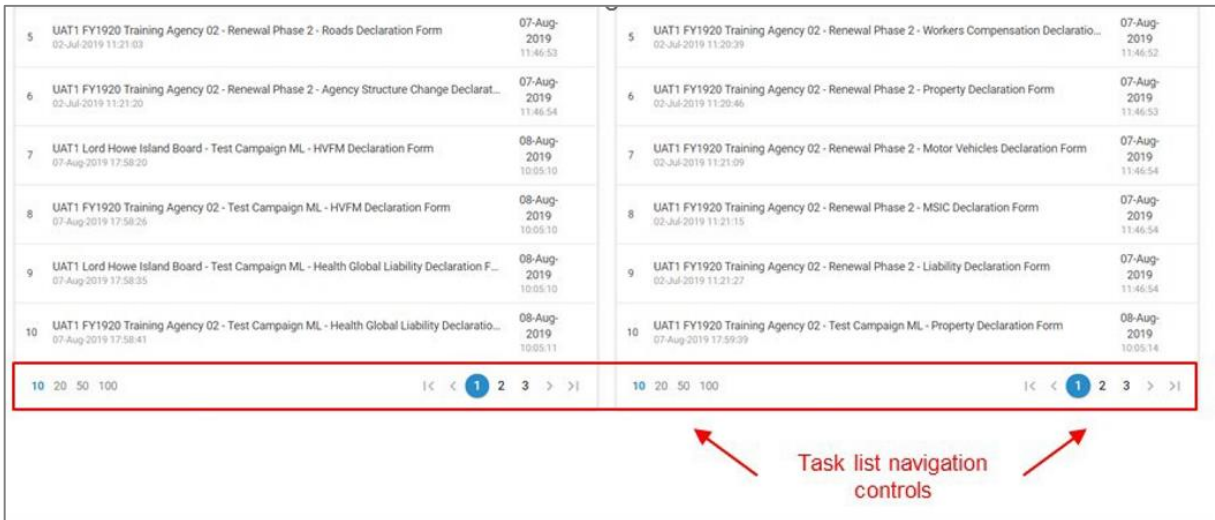 5 UAT1 FY1920 Training Agency 02 - Renewal Phase 2 - Roads Declaration Form 07-Aug-
02-Jul-2019 11:21:03 2019
11:46:53
6 UAT1 FY1920 Training Agency 02 - Renewal Phase 2 - Agency Structure Change Declarat... 07-Aug-
02-Jul-2019 11:21:20 2019
11:46:54
7 UAT1 Lord Howe Island Board - Test Campaign ML - HVFM Declaration Form 08-Aug-
07-Aug-2019 17:58:20 2019
10:05:10
8 UAT1 FY1920 Training Agency 02 - Test Campaign ML - HVFM Declaration Form 08-Aug-
07-Aug-2019 17:58:26 2019
10:05:10
9 UAT1 Lord Howe Island Board - Test Campaign ML - Health Global Liability Declaration F... 08-Aug-
07-Aug-2019 17:58:35 2019
10:05:10
10 UAT1 FY1920 Training Agency 02 - Test Campaign ML - Health Global Liability Declaratio... 08-Aug-
07-Aug-2019 17:58:41 2019
10:05:11
10 20 50 100 |< < 1 2 3 > >|
5 UAT1 FY1920 Training Agency 02 - Renewal Phase 2 - Workers Compensation Declaratio... 07-Aug-
02-Jul-2019 11:20:39 2019
11:46:52
6 UAT1 FY1920 Training Agency 02 - Renewal Phase 2 - Property Declaration Form 07-Aug-
02-Jul-2019 11:20:46 2019
11:46:53
7 UAT1 FY1920 Training Agency 02 - Renewal Phase 2 - Motor Vehicles Declaration Form 07-Aug-
02-Jul-2019 11:21:09 2019
11:46:54
8 UAT1 FY1920 Training Agency 02 - Renewal Phase 2 - MSIC Declaration Form 07-Aug-
02-Jul-2019 11:21:15 2019
11:46:54
9 UAT1 FY1920 Training Agency 02 - Renewal Phase 2 - Liability Declaration Form 07-Aug-
02-Jul-2019 11:21:27 2019
11:46:54
10 UAT1 FY1920 Training Agency 02 - Test Campaign ML - Property Declaration Form 08-Aug-
07-Aug-2019 17:59:39 2019
10:05:14
10 20 50 100 |< < 1 2 3 > >|
Task list navigation
controls